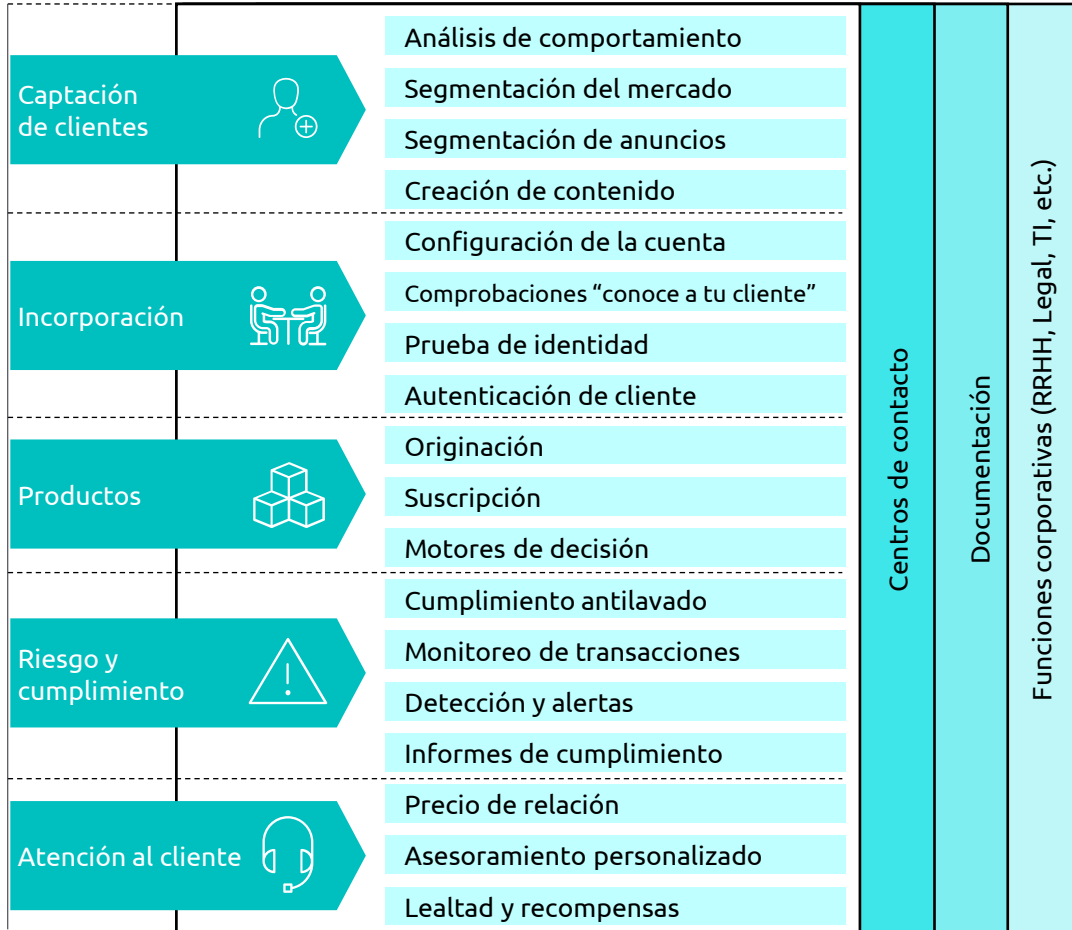 Captación
de clientes
Análisis de comportamiento
Segmentación del mercado
Segmentación de anuncios
Creación de contenido
Incorporación
Configuración de la cuenta
Comprobaciones “conoce a tu cliente”
Prueba de identidad
Autenticación de cliente
Productos
Originación
Suscripción
Motores de decisión
Riesgo y
cumplimiento
Cumplimiento antilavado
Monitoreo de transacciones
Detección y alertas
Informes de cumplimiento
Atención al cliente
Precio de relación
Asesoramiento personalizado
Lealtad y recompensas
Centros de contacto
Documentación
Funciones corporativas (RRHH, Legal, TI, etc.)